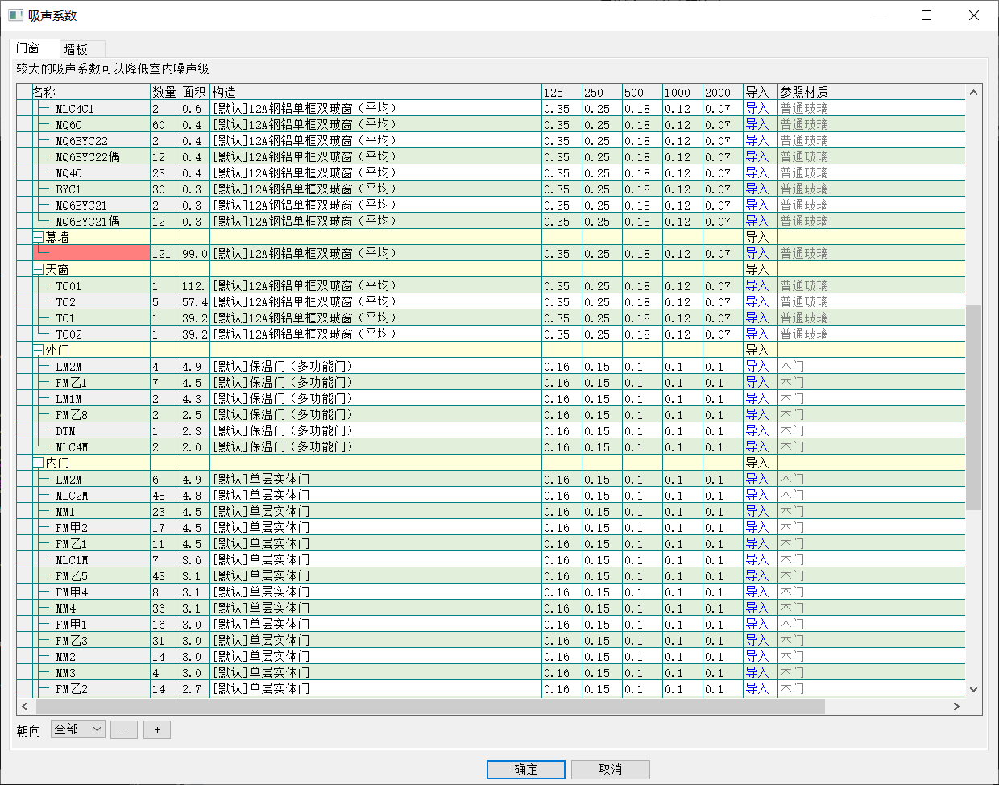 吸声系数
门窗 墙板
较大的吸声系数可以降低室内噪声级
名称 数量 面积 构造 125 250 500 1000 2000 导入 参照材质
MLC4C1 2 0.6 [默认]12A钢铝单框双玻窗（平均） 0.35 0.25 0.18 0.12 0.07 导入 普通玻璃
MQ6C 60 0.4 [默认]12A钢铝单框双玻窗（平均） 0.35 0.25 0.18 0.12 0.07 导入 普通玻璃
MQ6BYC22 2 0.4 [默认]12A钢铝单框双玻窗（平均） 0.35 0.25 0.18 0.12 0.07 导入 普通玻璃
MQ6BYC22偶 12 0.4 [默认]12A钢铝单框双玻窗（平均） 0.35 0.25 0.18 0.12 0.07 导入 普通玻璃
MQ4C 23 0.4 [默认]12A钢铝单框双玻窗（平均） 0.35 0.25 0.18 0.12 0.07 导入 普通玻璃
BYC1 30 0.3 [默认]12A钢铝单框双玻窗（平均） 0.35 0.25 0.18 0.12 0.07 导入 普通玻璃
MQ6BYC21 2 0.3 [默认]12A钢铝单框双玻窗（平均） 0.35 0.25 0.18 0.12 0.07 导入 普通玻璃
MQ6BYC21偶 12 0.3 [默认]12A钢铝单框双玻窗（平均） 0.35 0.25 0.18 0.12 0.07 导入 普通玻璃
幕墙 导入
121 99.0 [默认]12A钢铝单框双玻窗（平均） 0.35 0.25 0.18 0.12 0.07 导入 普通玻璃
天窗 导入
TC01 1 112. [默认]12A钢铝单框双玻窗（平均） 0.35 0.25 0.18 0.12 0.07 导入 普通玻璃
TC2 5 57.4 [默认]12A钢铝单框双玻窗（平均） 0.35 0.25 0.18 0.12 0.07 导入 普通玻璃
TC1 1 39.2 [默认]12A钢铝单框双玻窗（平均） 0.35 0.25 0.18 0.12 0.07 导入 普通玻璃
TC02 1 39.2 [默认]12A钢铝单框双玻窗（平均） 0.35 0.25 0.18 0.12 0.07 导入 普通玻璃
外门 导入
LM2M 4 4.9 [默认]保温门（多功能门） 0.16 0.15 0.1 0.1 0.1 导入 木门
FM乙1 7 4.5 [默认]保温门（多功能门） 0.16 0.15 0.1 0.1 0.1 导入 木门
LM1M 2 4.3 [默认]保温门（多功能门） 0.16 0.15 0.1 0.1 0.1 导入 木门
FM乙8 2 2.5 [默认]保温门（多功能门） 0.16 0.15 0.1 0.1 0.1 导入 木门
DTM 1 2.3 [默认]保温门（多功能门） 0.16 0.15 0.1 0.1 0.1 导入 木门
MLC4M 2 2.0 [默认]保温门（多功能门） 0.16 0.15 0.1 0.1 0.1 导入 木门
内门 导入
LM2M 6 4.9 [默认]单层实体门 0.16 0.15 0.1 0.1 0.1 导入 木门
MLC2M 48 4.8 [默认]单层实体门 0.16 0.15 0.1 0.1 0.1 导入 木门
MM1 23 4.5 [默认]单层实体门 0.16 0.15 0.1 0.1 0.1 导入 木门
FM甲2 17 4.5 [默认]单层实体门 0.16 0.15 0.1 0.1 0.1 导入 木门
FM乙1 11 4.5 [默认]单层实体门 0.16 0.15 0.1 0.1 0.1 导入 木门
MLC1M 7 3.6 [默认]单层实体门 0.16 0.15 0.1 0.1 0.1 导入 木门
FM乙5 43 3.1 [默认]单层实体门 0.16 0.15 0.1 0.1 0.1 导入 木门
FM甲4 8 3.1 [默认]单层实体门 0.16 0.15 0.1 0.1 0.1 导入 木门
MM4 36 3.1 [默认]单层实体门 0.16 0.15 0.1 0.1 0.1 导入 木门
FM甲1 16 3.0 [默认]单层实体门 0.16 0.15 0.1 0.1 0.1 导入 木门
FM乙3 31 3.0 [默认]单层实体门 0.16 0.15 0.1 0.1 0.1 导入 木门
MM2 14 3.0 [默认]单层实体门 0.16 0.15 0.1 0.1 0.1 导入 木门
MM3 4 3.0 [默认]单层实体门 0.16 0.15 0.1 0.1 0.1 导入 木门
FM乙2 14 2.7 [默认]单层实体门 0.16 0.15 0.1 0.1 0.1 导入 木门
朝向 全部 — +
确定 取消